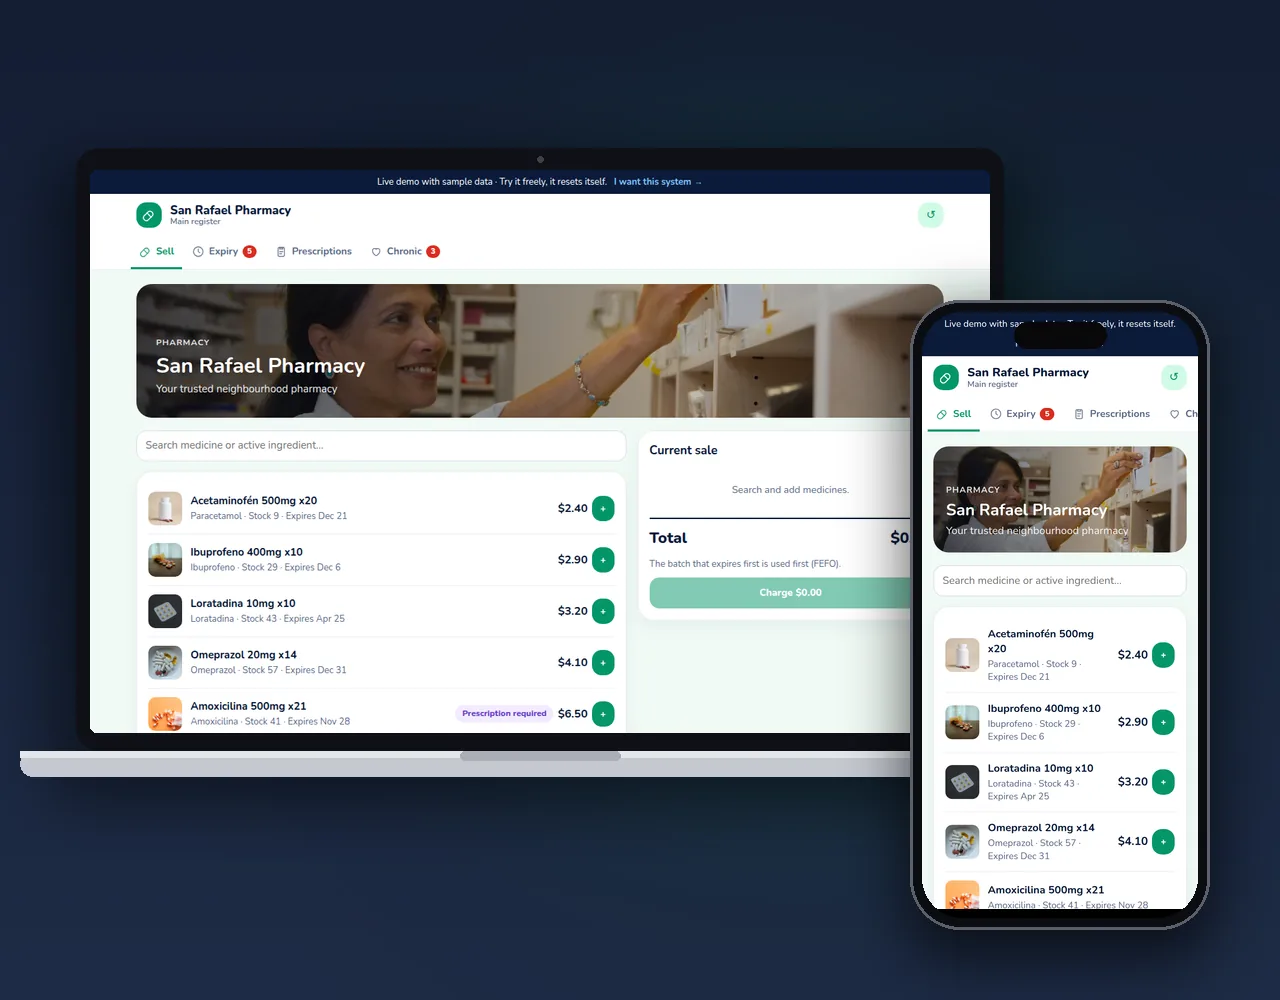 Live demo with sample data · Try it freely, it resets itself. I want this system →
San Rafael Pharmacy
Main register
↺
Sell
Expiry 5
Prescriptions
Chronic 3
PHARMACY
San Rafael Pharmacy
Your trusted neighbourhood pharmacy
Search medicine or active ingredient...
Acetaminofén 500mg x20
Paracetamol · Stock 9 · Expires Dec 21
$2.40 +
Ibuprofeno 400mg x10
Ibuprofeno · Stock 29 · Expires Dec 6
$2.90 +
Loratadina 10mg x10
Loratadina · Stock 43 · Expires Apr 25
$3.20 +
Omeprazol 20mg x14
Omeprazol · Stock 57 · Expires Dec 31
$4.10 +
Amoxicilina 500mg x21
Amoxicilina · Stock 41 · Expires Nov 28
Prescription required $6.50 +
Current sale
Search and add medicines.
Total $0
The batch that expires first is used first (FEFO).
Charge $0.00
Live demo with it resets itself.
San Rafael Pharmacy
Main register
↺
Sell
Expiry 5
Prescriptions
Ch
PHARMACY
San Rafael Pharmacy
Your trusted neighbourhood pharmacy
Search medicine or active ingredient...
Acetaminofén 500mg
x20
Paracetamol · Stock 9 ·
Expires Dec 21
$2.40 +
Ibuprofeno 400mg x10
Ibuprofeno · Stock 29 ·
Expires Dec 6
$2.90 +
Loratadina 10mg x10
Loratadina · Stock 43 ·
Expires Apr 25
$3.20 +
Omeprazol 20mg x14
Omeprazol · Stock 57 ·
Expires Dec 31
$4.10 +
Amoxicilina 500mg x21
Amoxicilina · Stock 41 · Expires Nov 28